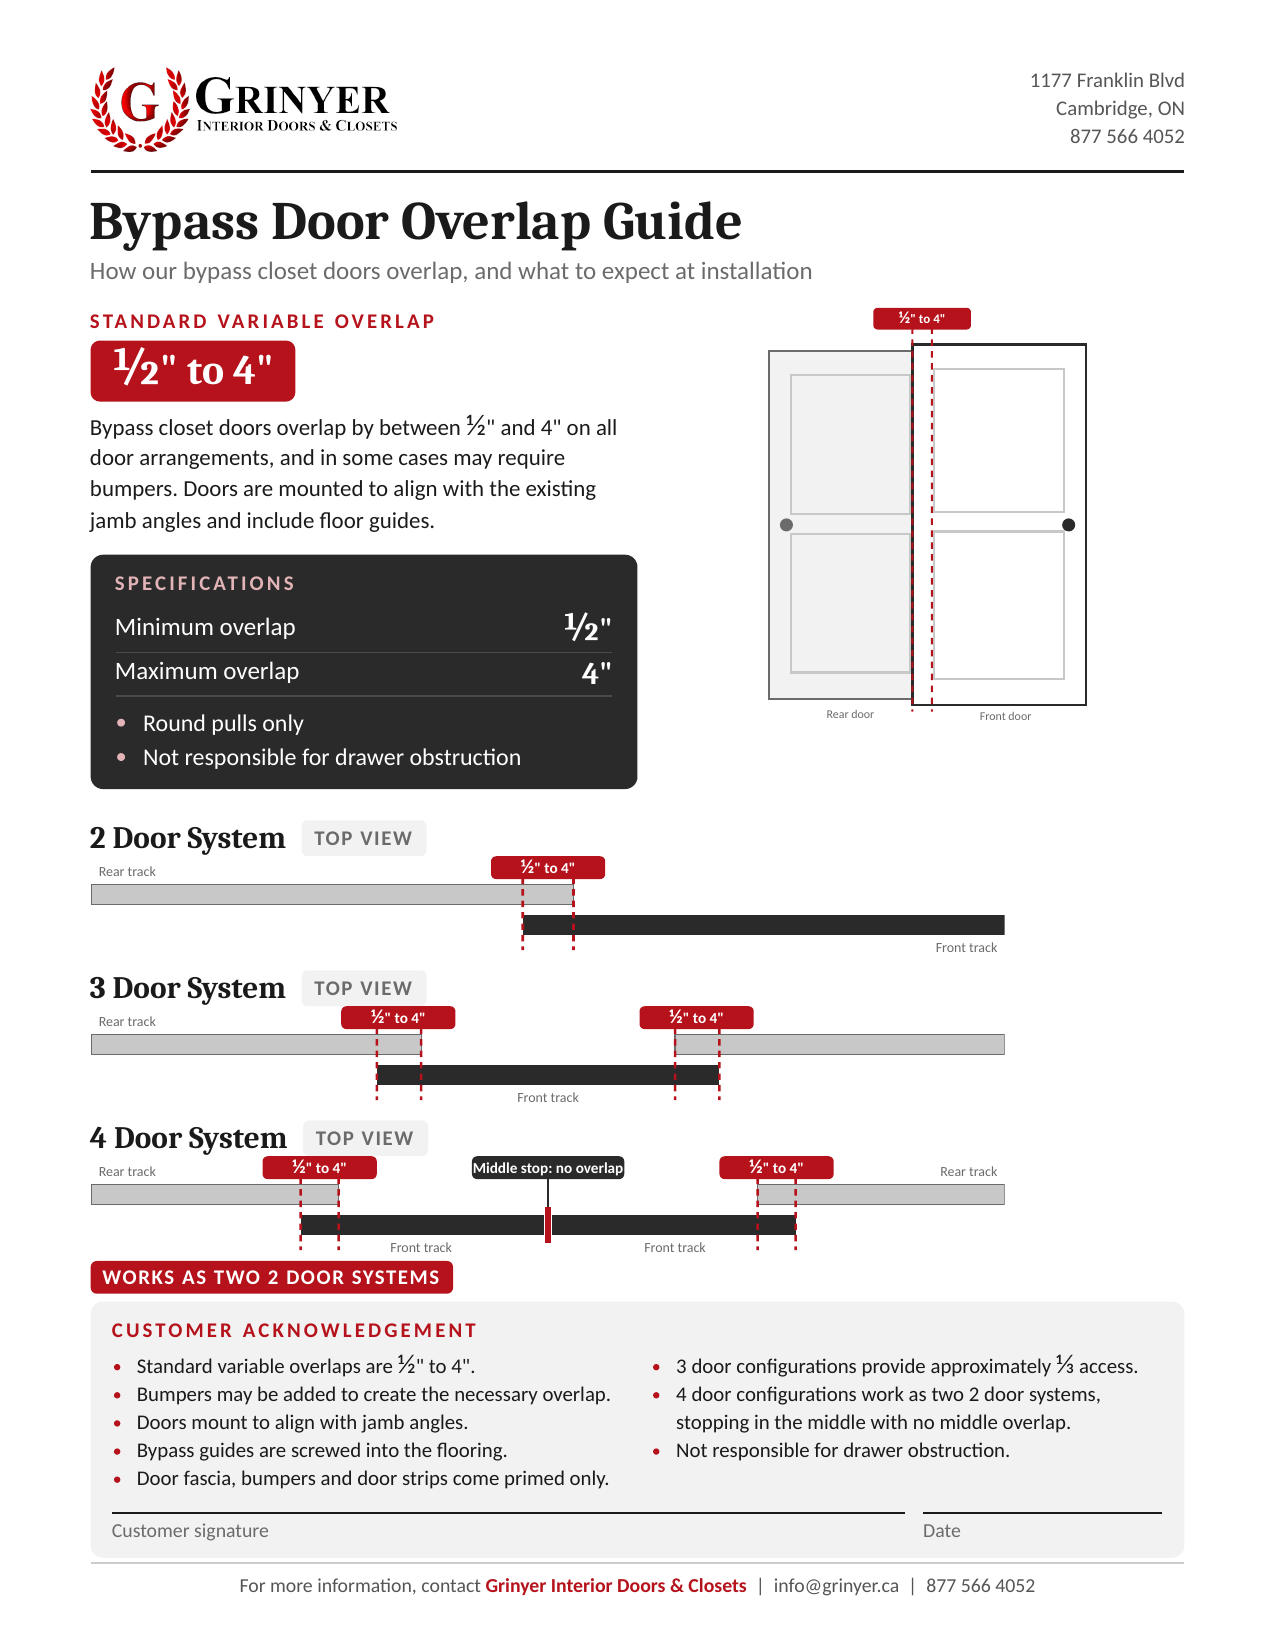 G GRINYER
INTERIOR DOORS & CLOSETS
1177 Franklin Blvd
Cambridge, ON
877 566 4052
Bypass Door Overlap Guide
How our bypass closet doors overlap, and what to expect at installation
STANDARD VARIABLE OVERLAP
½" to 4"
Bypass closet doors overlap by between ½" and 4" on all
door arrangements, and in some cases may require
bumpers. Doors are mounted to align with the existing
jamb angles and include floor guides.
SPECIFICATIONS
Minimum overlap ½"
Maximum overlap 4"
• Round pulls only
• Not responsible for drawer obstruction
½" to 4"
Rear door
Front door
2 Door System TOP VIEW
Rear track
½" to 4"
Front track
3 Door System TOP VIEW
Rear track
½" to 4"
½" to 4"
Front track
4 Door System TOP VIEW
Rear track
½" to 4"
Middle stop: no overlap
½" to 4"
Rear track
Front track
Front track
WORKS AS TWO 2 DOOR SYSTEMS
CUSTOMER ACKNOWLEDGEMENT
• Standard variable overlaps are ½" to 4".
• Bumpers may be added to create the necessary overlap.
• Doors mount to align with jamb angles.
• Bypass guides are screwed into the flooring.
• Door fascia, bumpers and door strips come primed only.
• 3 door configurations provide approximately ⅓ access.
• 4 door configurations work as two 2 door systems,
stopping in the middle with no middle overlap.
• Not responsible for drawer obstruction.
Customer signature
Date
For more information, contact Grinyer Interior Doors & Closets | info@grinyer.ca | 877 566 4052